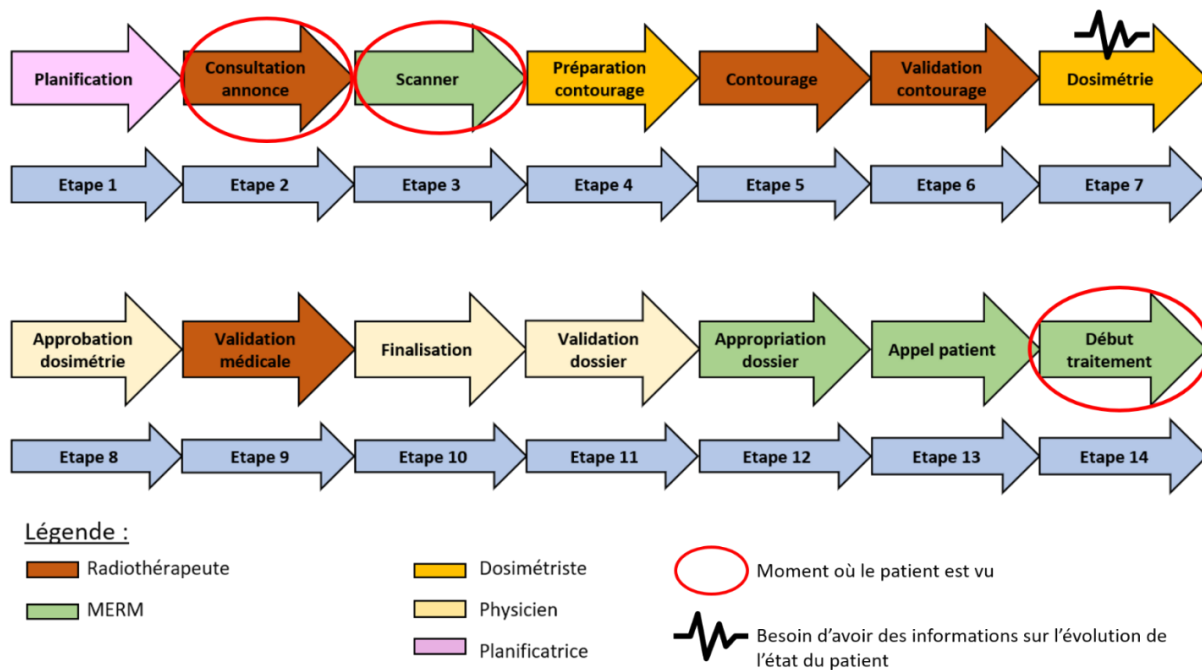 Planification
Consultation
annonce
Scanner
Préparation
contourage
Contourage
Validation
contourage
Dosimétrie
Etape 1
Etape 2
Etape 3
Etape 4
Etape 5
Etape 6
Etape 7
Approbation
dosimétrie
Validation
médicale
Finalisation
Validation
dossier
Appropriation
dossier
Appel patient
Début
traitement
Etape 8
Etape 9
Etape 10
Etape 11
Etape 12
Etape 13
Etape 14
Légende :
Radiothérapeute
MERM
Dosimétriste
Physicien
Planificatrice
Moment où le patient est vu
Besoin d'avoir des informations sur l'évolution de
l'état du patient